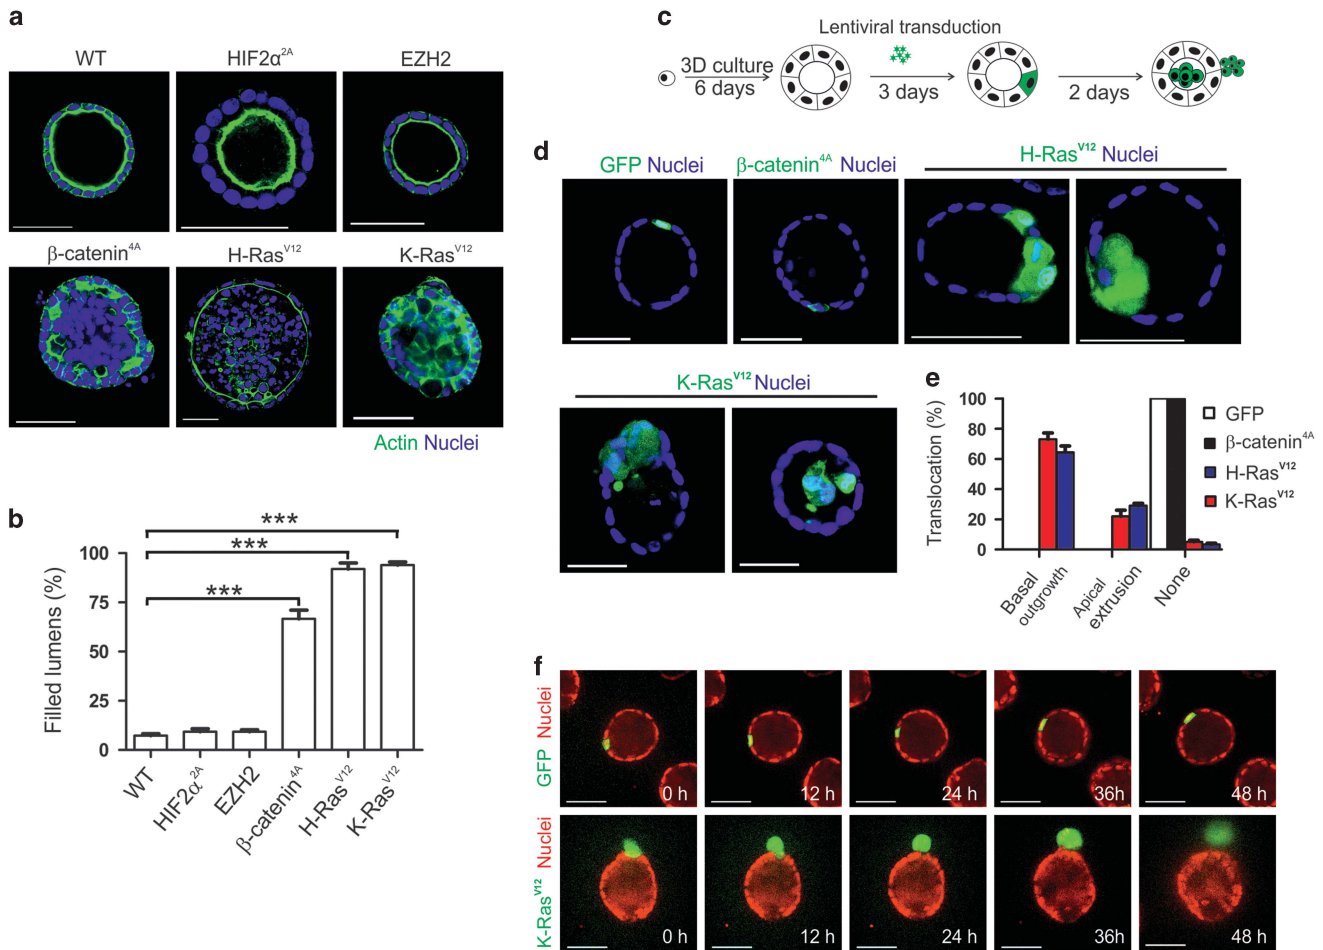 a
WT
HIF2α2A
EZH2
β-catenin4A
H-RasV12
K-RasV12
Actin Nuclei
b
***
***
***
Filled lumens (%)
100
75
50
25
0
WT
HIF2α2A
EZH2
β-catenin4A
H-RasV12
K-RasV12
c
Lentiviral transduction
3D culture
6 days
3 days
2 days
d
GFP Nuclei
β-catenin4A Nuclei
H-RasV12 Nuclei
K-RasV12 Nuclei
e
Translocation (%)
100
80
60
40
20
0
GFP
β-catenin4A
H-RasV12
K-RasV12
Basal
outgrowth
Apical
extrusion
None
f
GFP Nuclei
0 h
12 h
24 h
36h
48 h
K-RasV12 Nuclei
0 h
12 h
24 h
36h
48 h